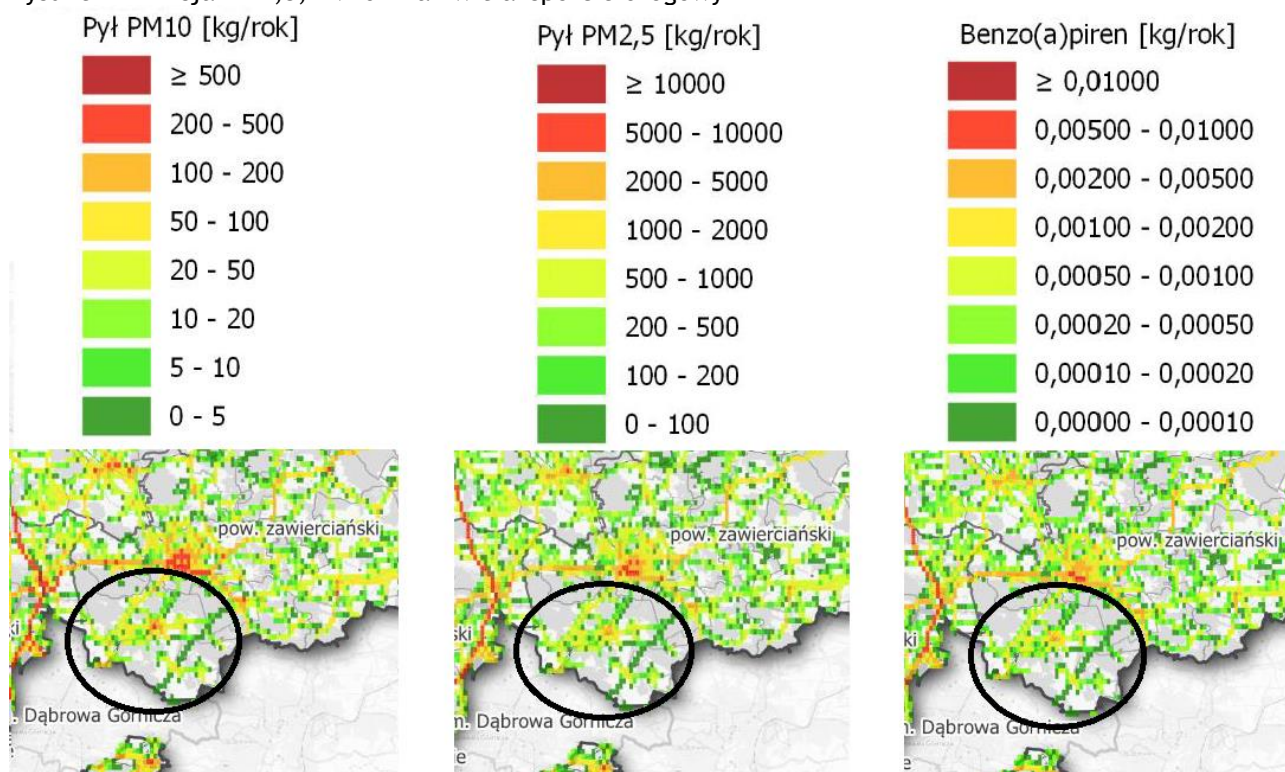 Pył PM10 [kg/rok]
≥ 500
200 - 500
100 - 200
50 - 100
20 - 50
10 - 20
5 - 10
0 - 5
Pył PM2,5 [kg/rok]
≥ 10000
5000 - 10000
2000 - 5000
1000 - 2000
500 - 1000
200 - 500
100 - 200
0 - 100
Benzo(a)piren [kg/rok]
≥ 0,01000
0,00500 - 0,01000
0,00200 - 0,00500
0,00100 - 0,00200
0,00050 - 0,00100
0,00020 - 0,00050
0,00010 - 0,00020
0,00000 - 0,00010
pow. zawierciański
Dąbrowa Górnicza
pow. zawierciański
ski
m. Dąbrowa Górnicza
ie
pow. zawierciański
ki
Dąbrowa Górnicza
e